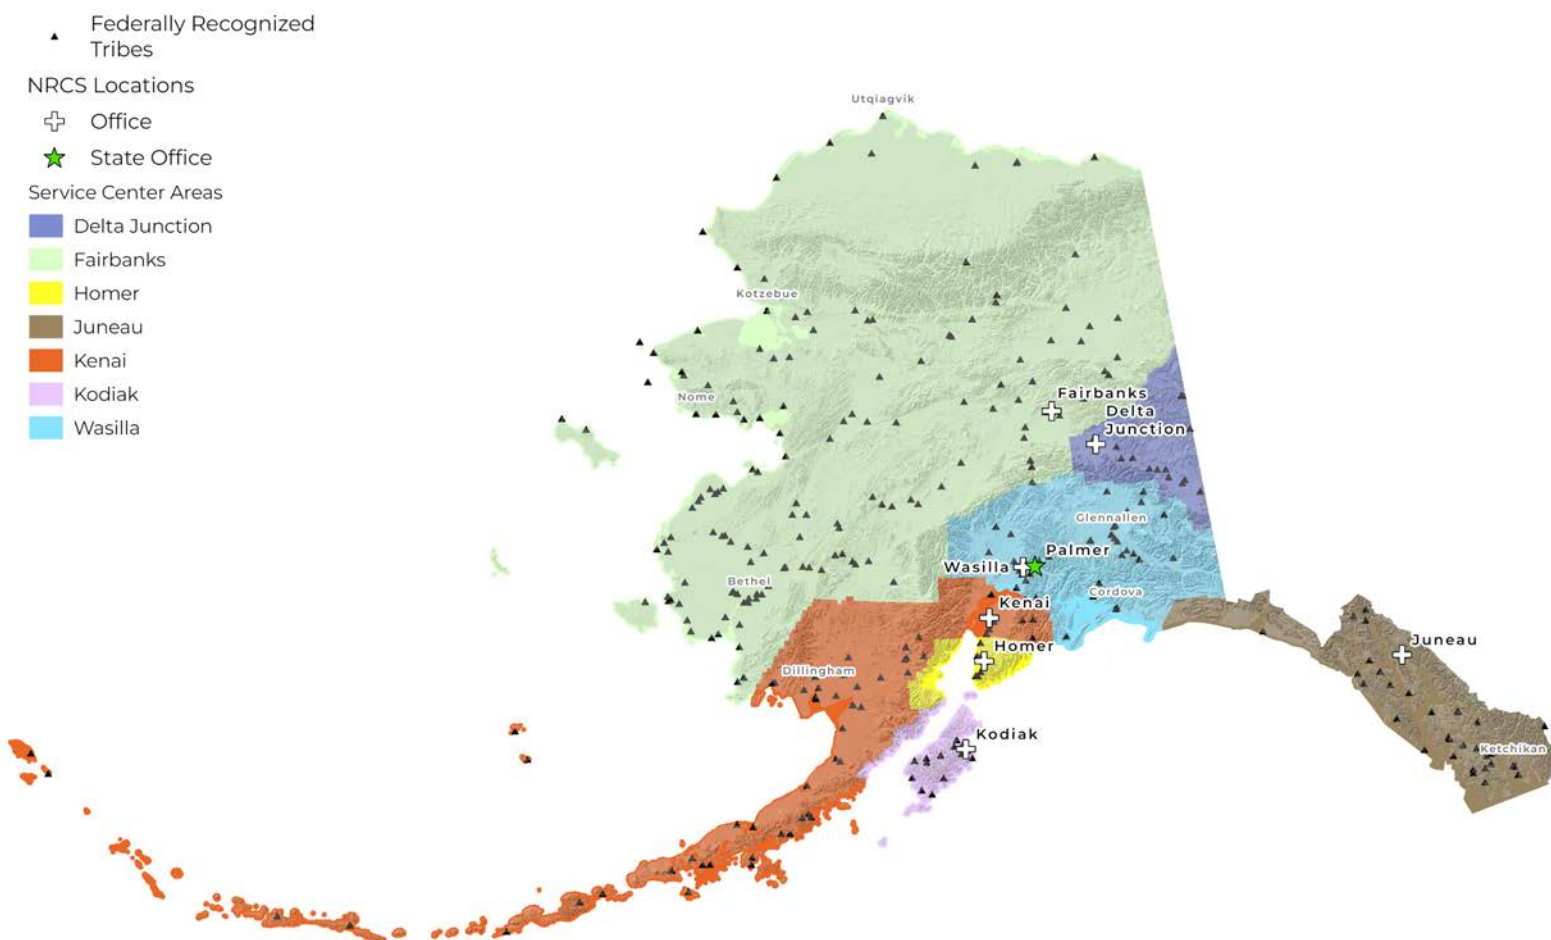 Federally Recognized
Tribes
NRCS Locations
Office
State Office
Service Center Areas
Delta Junction
Fairbanks
Homer
Juneau
Kenai
Kodiak
Wasilla
Utqiagvik
Kotzebue
Nome
Fairbanks
Delta
Junction
Glennallen
Palmer
Wasilla
Bethel
Cordova
Kenai
Juneau
Homer
Dillingham
Kodiak
Ketchikan